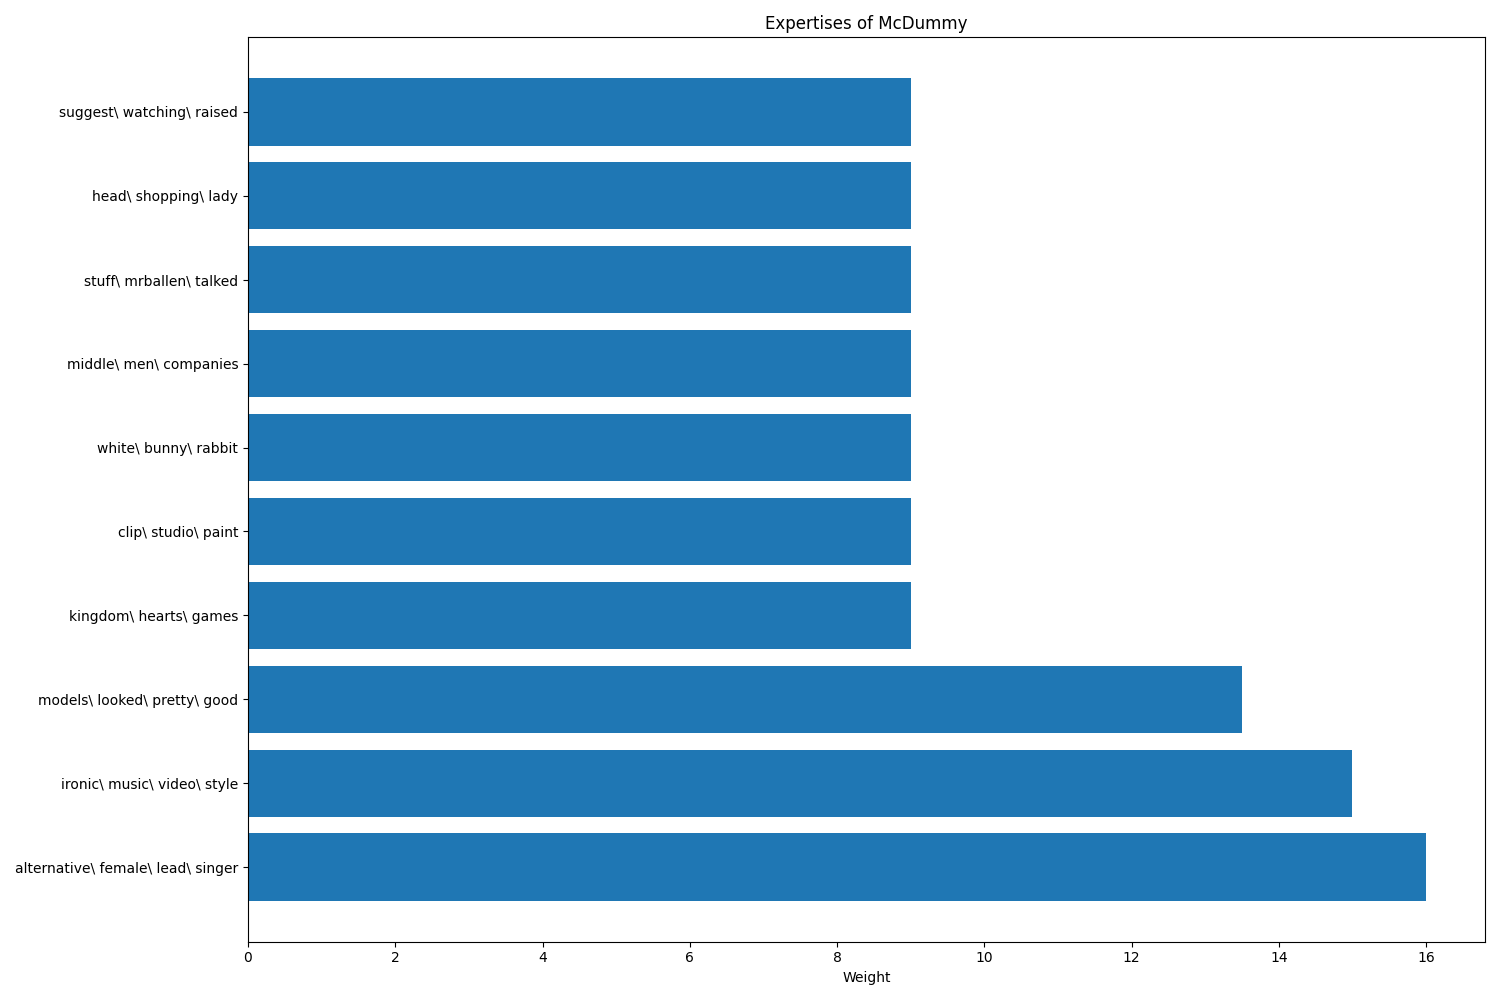 Expertises of McDummy
suggest\ watching\ raised
head\ shopping\ lady
stuff\ mrballen\ talked
middle\ men\ companies
white\ bunny\ rabbit
clip\ studio\ paint
kingdom\ hearts\ games
models\ looked\ pretty\ good
ironic\ music\ video\ style
alternative\ female\ lead\ singer
0 2 4 6 8 10 12 14 16
Weight